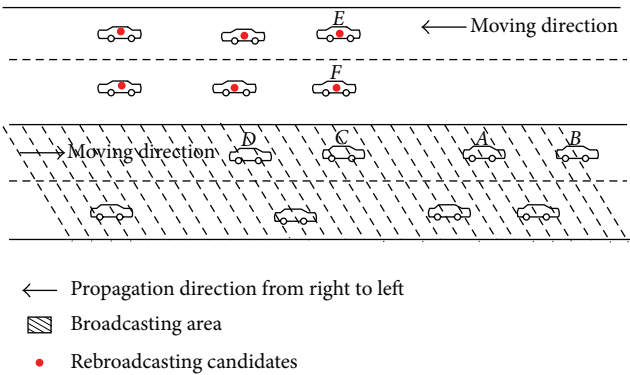 E
Moving direction
F
D
C
A
B
Moving direction
Propagation direction from right to left
Broadcasting area
Rebroadcasting candidates